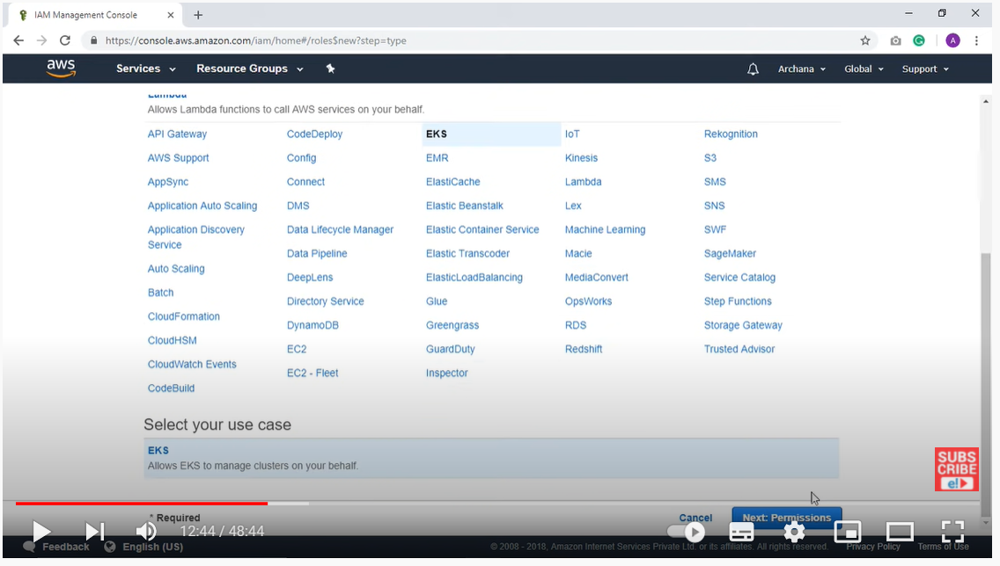 IAM Management Console
https://console.aws.amazon.com/iam/home#/roles$new?step=type
A
aws
Services
Resource Groups
Archana
Global
Support
Lambda
Allows Lambda functions to call AWS services on your behalf.
API Gateway
AWS Support
AppSync
Application Auto Scaling
Application Discovery
Service
Auto Scaling
Batch
CloudFormation
CloudHSM
CloudWatch Events
CodeBuild
CodeDeploy
Config
Connect
DMS
Data Lifecycle Manager
Data Pipeline
DeepLens
Directory Service
DynamoDB
EC2
EC2 - Fleet
EKS
EMR
ElastiCache
Elastic Beanstalk
Elastic Container Service
Elastic Transcoder
ElasticLoadBalancing
Glue
Greengrass
GuardDuty
Inspector
IoT
Kinesis
Lambda
Lex
Machine Learning
Macie
MediaConvert
OpsWorks
RDS
Redshift
Rekognition
S3
SMS
SNS
SWF
SageMaker
Service Catalog
Step Functions
Storage Gateway
Trusted Advisor
Select your use case
EKS
Allows EKS to manage clusters on your behalf.
SUBS
CRIBE
e!
* Required
Cancel
Next: Permissions
12:44 / 48:44
Feedback
English (US)
© 2008 - 2018, Amazon Internet Services Private Ltd. or its affiliates. All rights reserved.
Privacy Policy
Terms of Use